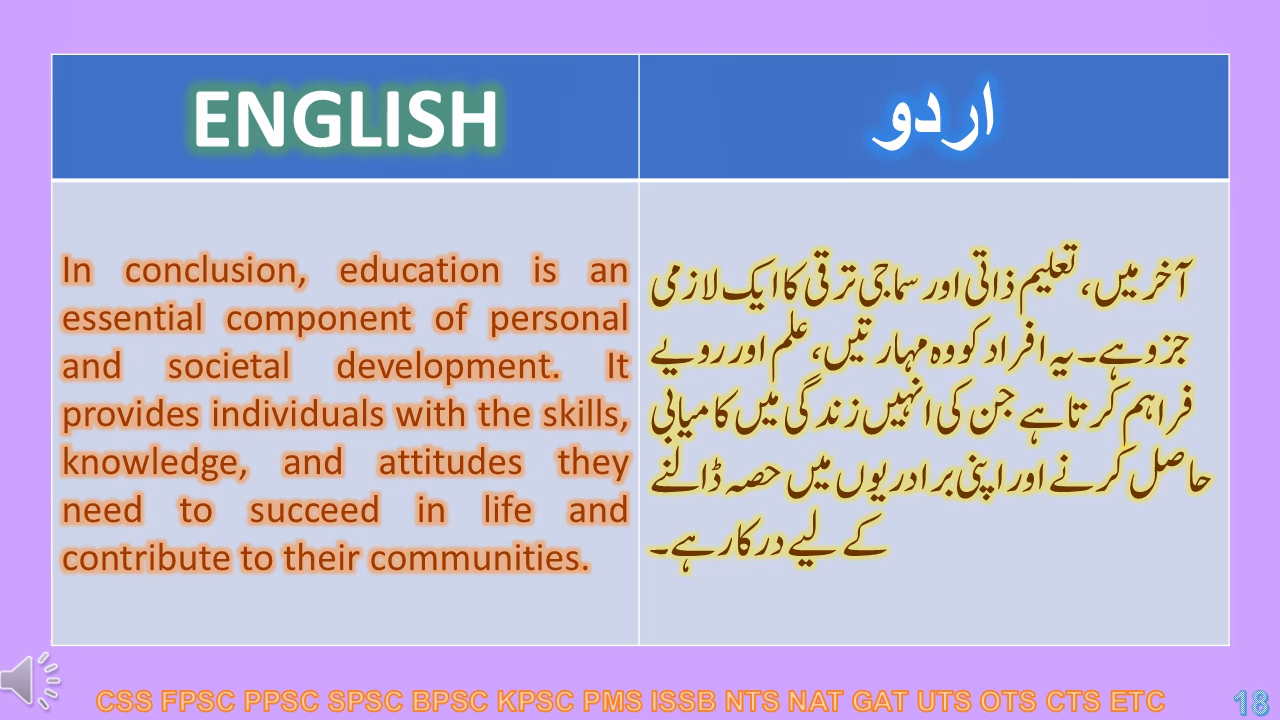 ENGLISH
اردو
In conclusion, education is an
essential component of personal
and societal development. It
provides individuals with the skills,
knowledge, and attitudes they
need to succeed in life and
contribute to their communities.
آخر میں، تعلیم ذاتی اور سماجی ترقی کا ایک لازمی
جزو ہے۔ یہ افراد کو وہ مہارتیں، علم اور رویے
فراہم کرتا ہے جن کی انہیں زندگی میں کامیابی
حاصل کرنے اور اپنی برادریوں میں حصہ ڈالنے
کے لیے درکار ہے۔
CSS FPSC PPSC SPSC BPSC KPSC PMS ISSB NTS NAT GAT UTS OTS CTS ETC
18